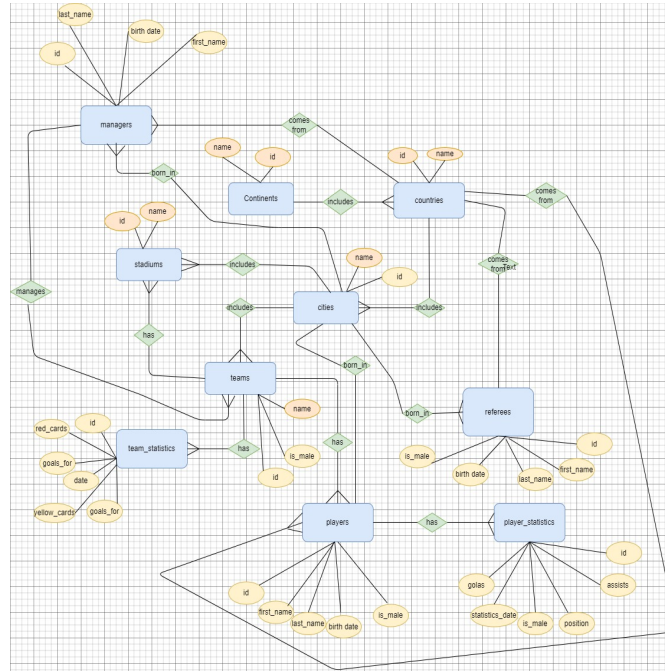 last_name
birth date
first_name
id
managers
comes
from
name
id
id
name
comes
from
born_in
Continents
includes
countries
id
name
stadiums
includes
name
id
comes
from
Text
manages
includes
cities
includes
has
born_in
teams
name
born_in
referees
red_cards
id
team_statistics
has
is_male
has
is_male
id
goals_for
date
id
birth date
last_name
first_name
yellow_cards
goals_for
players
has
player_statistics
id
first_name
last_name
birth date
is_male
golas
statistics_date
is_male
position
assists
id